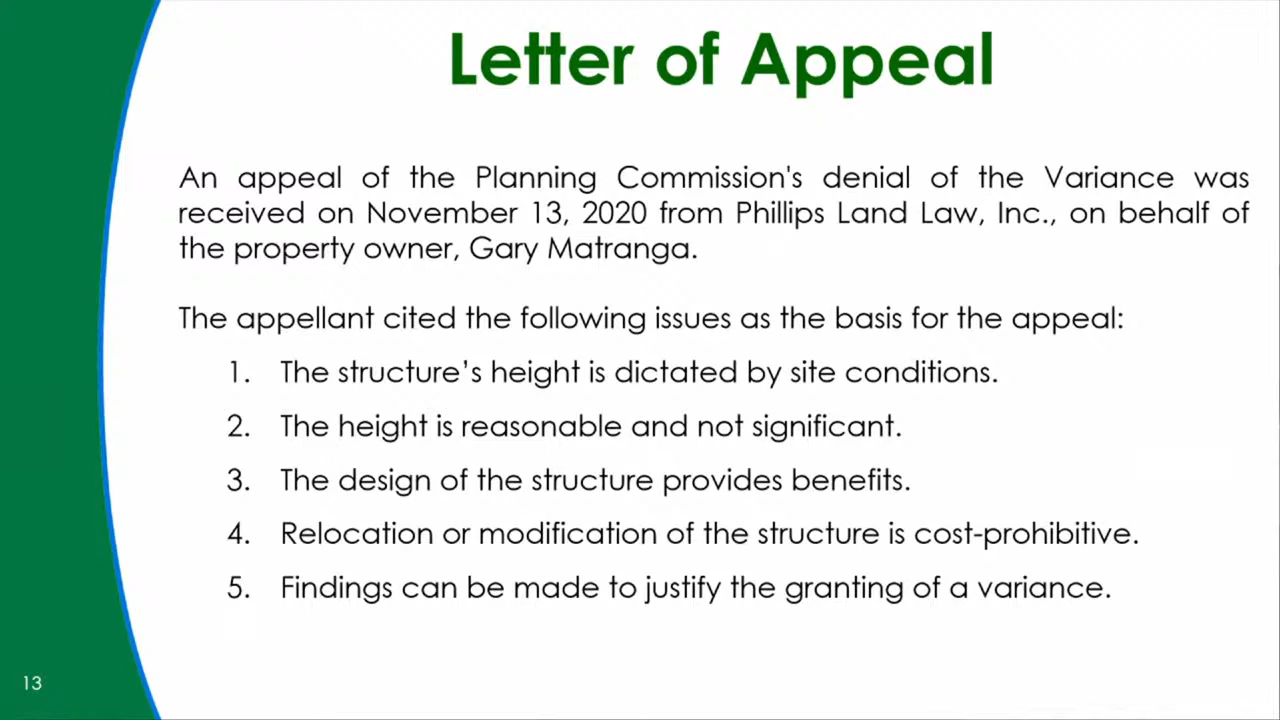 Letter of Appeal
An appeal of the Planning Commission's denial of the Variance was
received on November 13, 2020 from Phillips Land Law, Inc., on behalf of
the property owner, Gary Matranga.
The appellant cited the following issues as the basis for the appeal:
1. The structure’s height is dictated by site conditions.
2. The height is reasonable and not significant.
3. The design of the structure provides benefits.
4. Relocation or modification of the structure is cost-prohibitive.
5. Findings can be made to justify the granting of a variance.
13